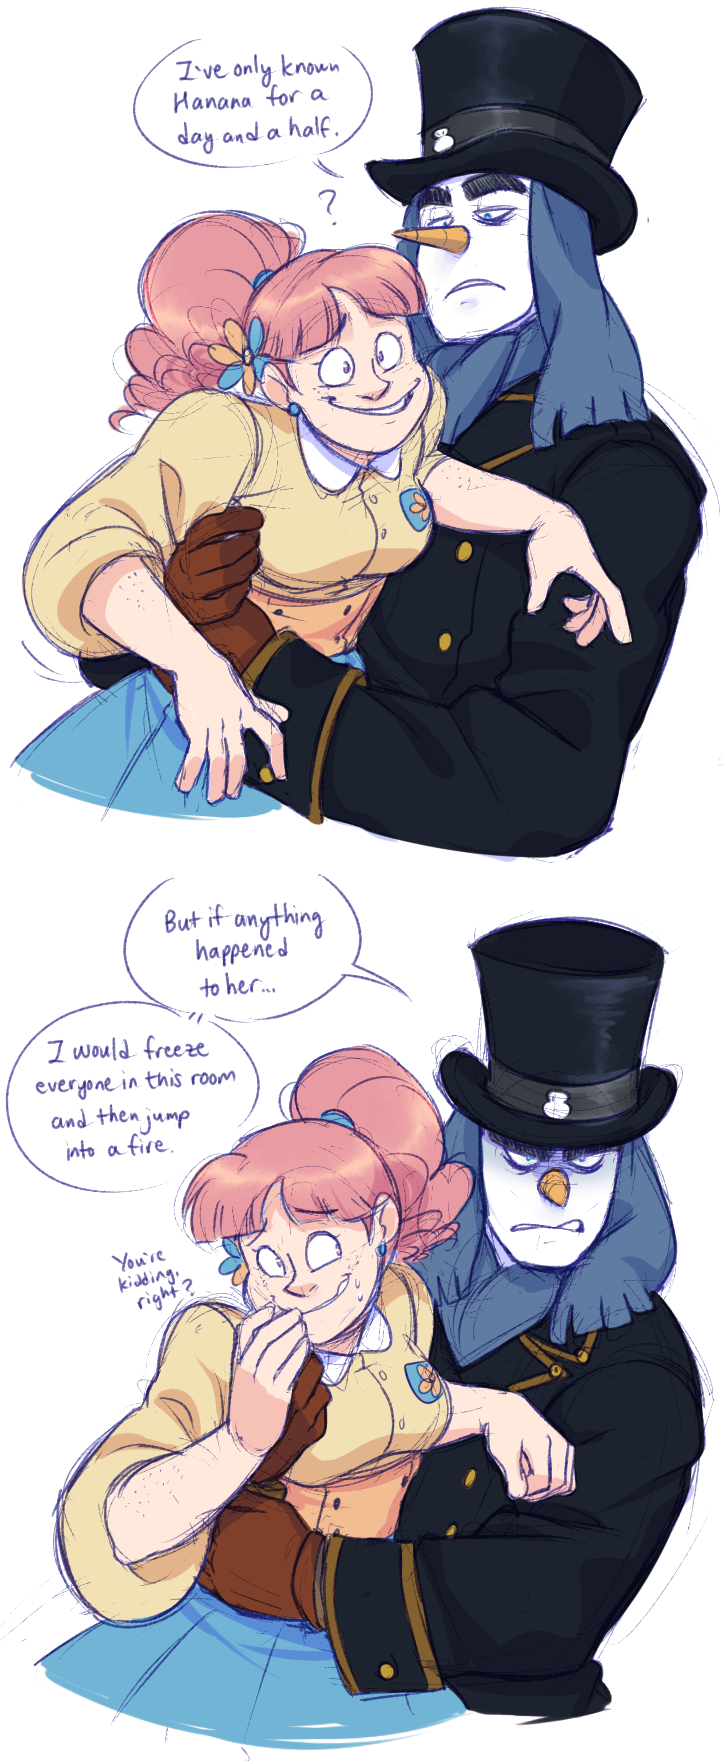 I've only known
Hanana for a
day and a half.
?
But if anything
happened
to her...
I would freeze
everyone in this room
and then jump
into a fire.
You're
kidding,
right?